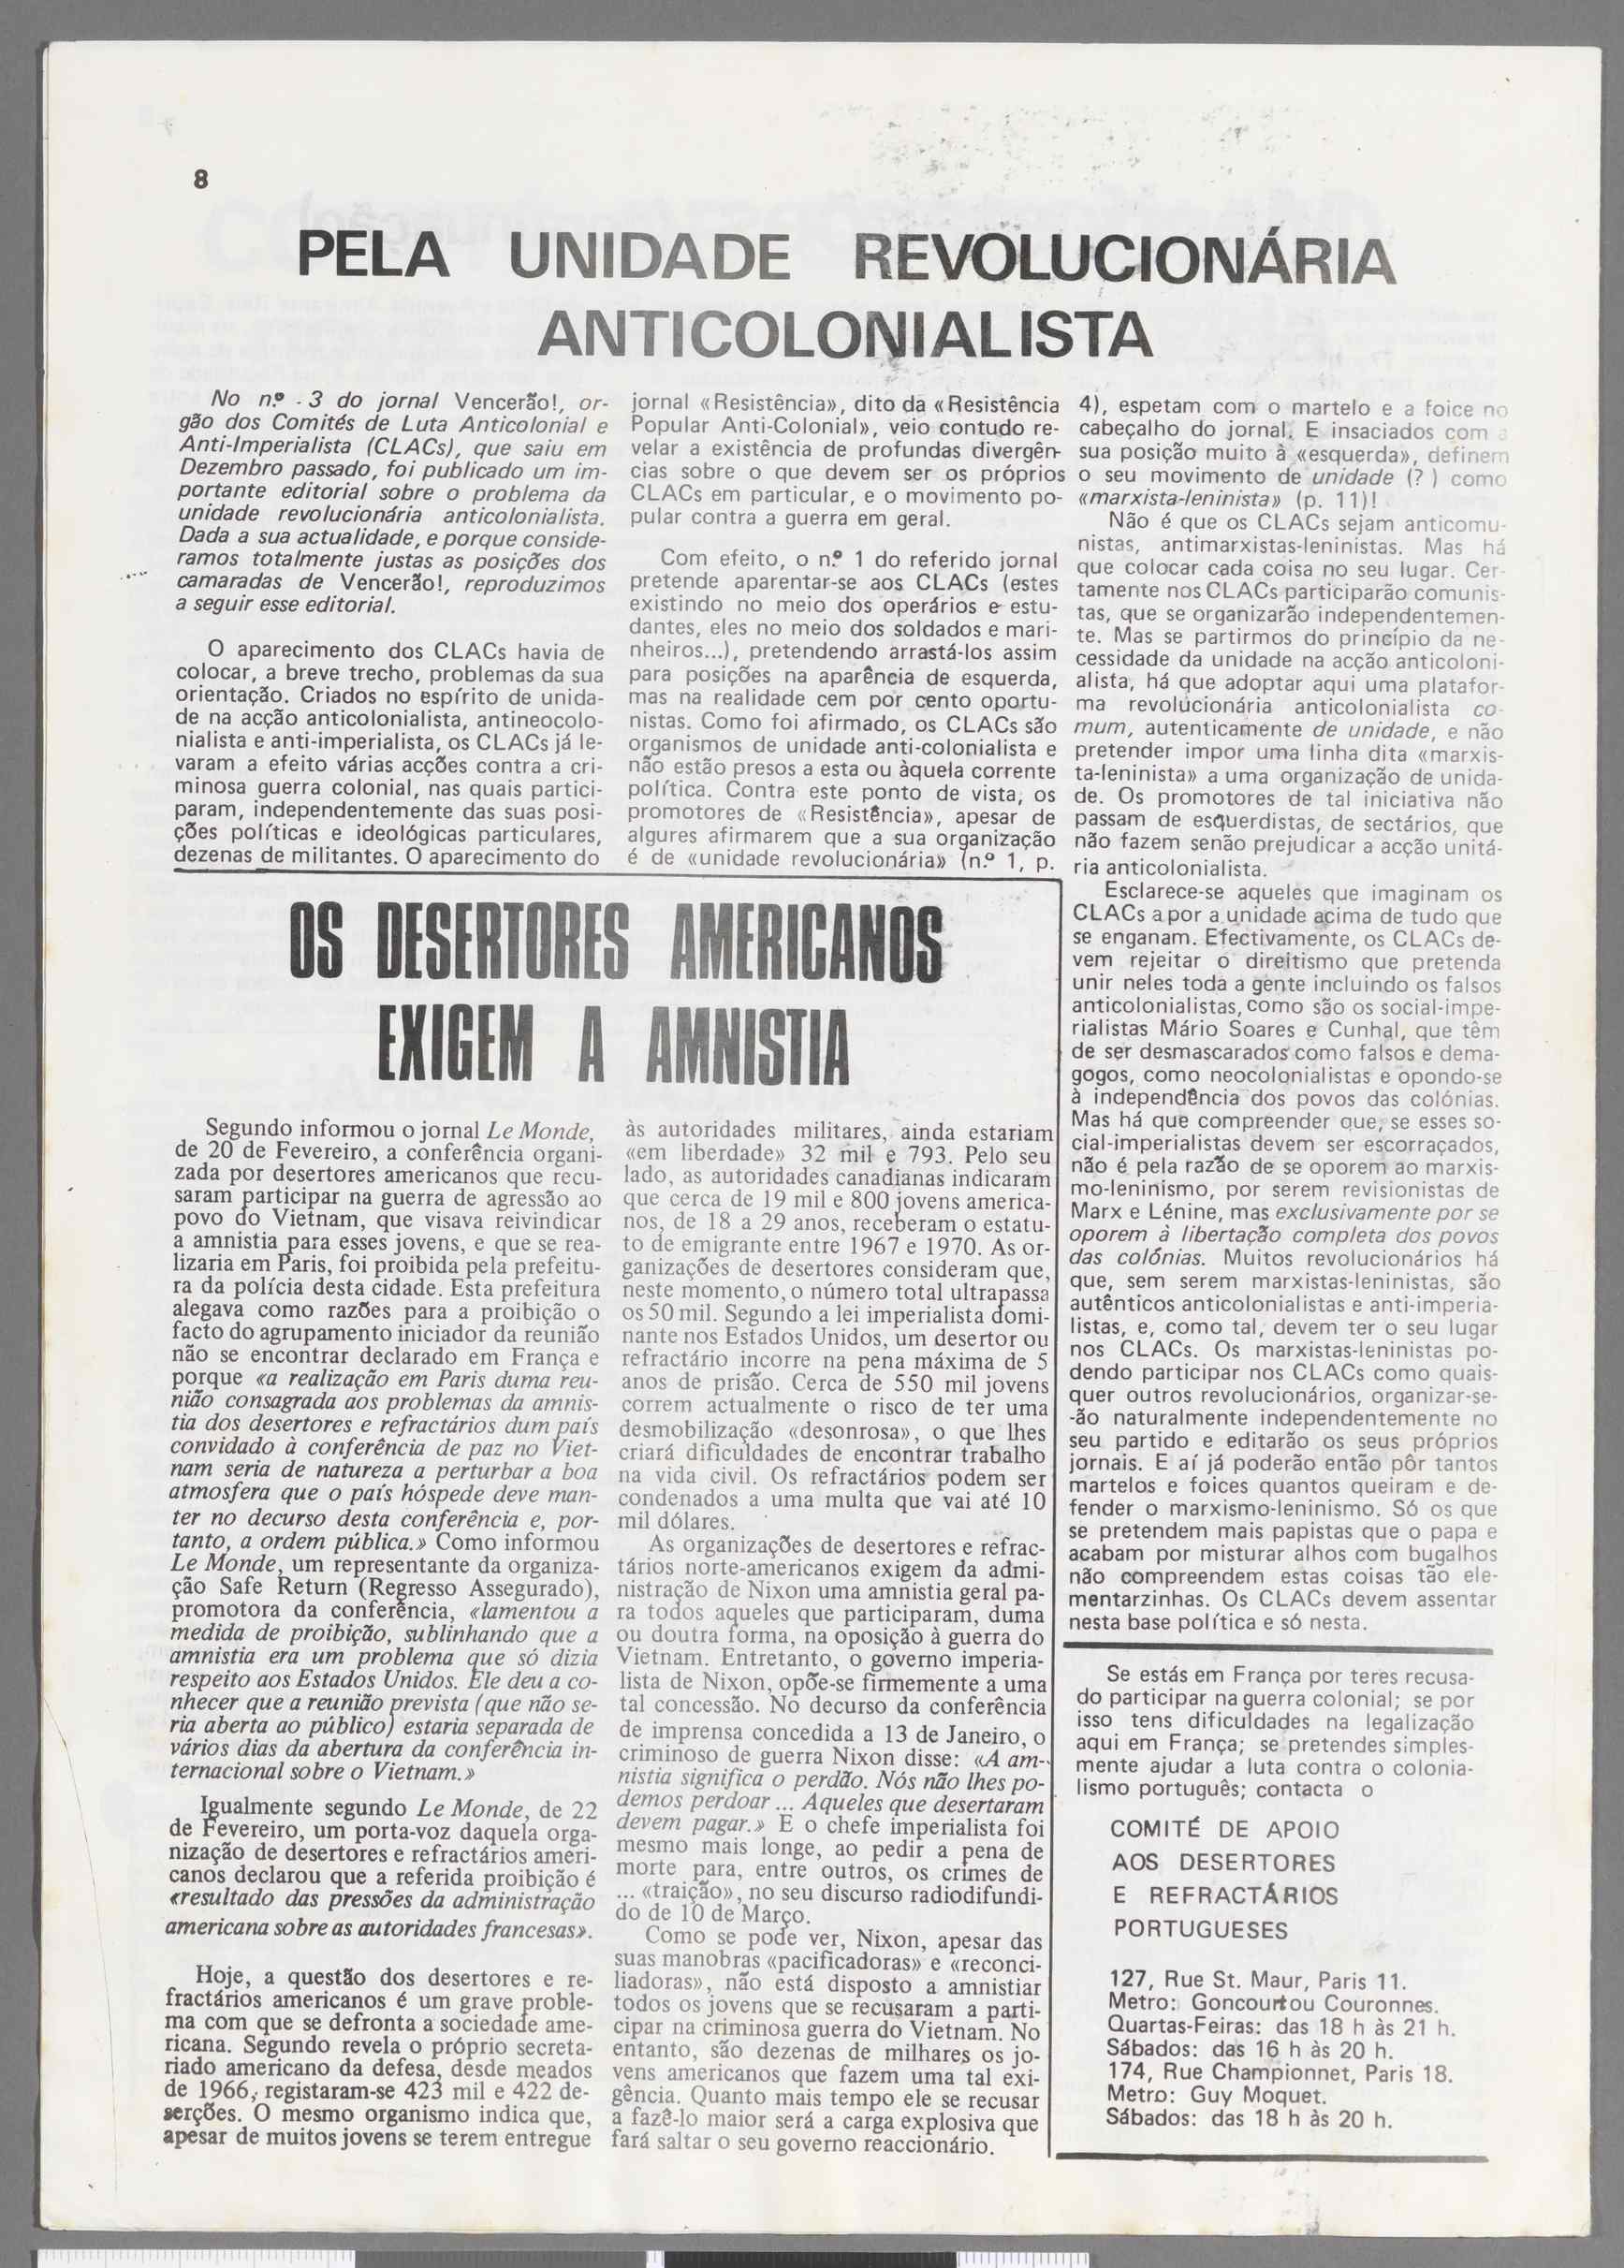 8
PELA UNIDADE REVOLUCIONÁRIA
ANTICOLONIALISTA
No n.º 3 do jornal Vencerão!, or-
gão dos Comités de Luta Anticolonial e
Anti-Imperialista (CLACs), que saiu em
Dezembro passado, foi publicado um im-
portante editorial sobre o problema da
unidade revolucionária anticolonialista.
Dada a sua actualidade, e porque conside-
ramos totalmente justas as posições dos
camaradas de Vencerão!, reproduzimos
a seguir esse editorial.
O aparecimento dos CLACs havia de
colocar, a breve trecho, problemas da sua
orientação. Criados no espírito de unida-
de na acção anticolonialista, antineocolo-
nialista e anti-imperialista, os CLACs já le-
varam a efeito várias acções contra a cri-
minosa guerra colonial, nas quais partici-
param, independentemente das suas posi-
ções políticas e ideológicas particulares,
dezenas de militantes. O aparecimento do
jornal «Resistência», dito da «Resistência
Popular Anti-Colonial», veio contudo re-
velar a existência de profundas divergên-
cias sobre o que devem ser os próprios
CLACs em particular, e o movimento po-
pular contra a guerra em geral.
Com efeito, o n.º 1 do referido jornal
pretende aparentar-se aos CLACs (estes
existindo no meio dos operários e estu-
dantes, eles no meio dos soldados e mari-
nheiros...), pretendendo arrastá-los assim
para posições na aparência de esquerda,
mas na realidade cem por cento oportu-
nistas. Como foi afirmado, os CLACs são
organismos de unidade anti-colonialista e
não estão presos a esta ou àquela corrente
política. Contra este ponto de vista, os
promotores de «Resistência», apesar de
algures afirmarem que a sua organização
é de «unidade revolucionária» (n.º 1, p.
4), espetam com o martelo e a foice no
cabeçalho do jornal. E insaciados com a
sua posição muito à «esquerda», definem
o seu movimento de unidade (?) como
«marxista-leninista» (p. 11)!
Não é que os CLACs sejam anticomu-
nistas, antimarxistas-leninistas. Mas há
que colocar cada coisa no seu lugar. Cer-
tamente nos CLACs participarão comunis-
tas, que se organizarão independentemen-
te. Mas se partirmos do princípio da ne-
cessidade da unidade na acção anticoloni-
alista, há que adoptar aqui uma platafor-
ma revolucionária anticolonialista co-
mum, autenticamente de unidade, e não
pretender impor uma linha dita «marxis-
ta-leninista» a uma organização de unida-
de. Os promotores de tal iniciativa não
passam de esquerdistas, de sectários, que
não fazem senão prejudicar a acção unitá-
ria anticolonialista.
Esclarece-se aqueles que imaginam os
CLACs a por a unidade acima de tudo que
se enganam. Efectivamente, os CLACs de-
vem rejeitar o direitismo que pretenda
unir neles toda a gente incluindo os falsos
anticolonialistas, como são os social-impe-
rialistas Mário Soares e Cunhal, que têm
de ser desmascarados como falsos e dema-
gogos, como neocolonialistas e opondo-se
à independência dos povos das colónias.
Mas há que compreender que, se esses so-
cial-imperialistas devem ser escorraçados,
não é pela razão de se oporem ao marxis-
mo-leninismo, por serem revisionistas de
Marx e Lénine, mas exclusivamente por se
oporem à libertação completa dos povos
das colónias. Muitos revolucionários há
que, sem serem marxistas-leninistas, são
autênticos anticolonialistas e anti-imperia-
listas, e, como tal, devem ter o seu lugar
nos CLACs. Os marxistas-leninistas po-
dendo participar nos CLACs como quais-
quer outros revolucionários, organizar-se-
-ão naturalmente independentemente no
seu partido e editarão os seus próprios
jornais. E aí já poderão então pôr tantos
martelos e foices quantos queiram e de-
fender o marxismo-leninismo. Só os que
se pretendem mais papistas que o papa e
acabam por misturar alhos com bugalhos
não compreendem estas coisas tão ele-
mentarzinhas. Os CLACs devem assentar
nesta base política e só nesta.
OS DESERTORES AMERICANOS
EXIGEM A AMNISTIA
Segundo informou o jornal Le Monde,
de 20 de Fevereiro, a conferência organi-
zada por desertores americanos que recu-
saram participar na guerra de agressão ao
povo do Vietnam, que visava reivindicar
a amnistia para esses jovens, e que se rea-
lizaria em Paris, foi proibida pela prefeitu-
ra da polícia desta cidade. Esta prefeitura
alegava como razões para a proibição o
facto do agrupamento iniciador da reunião
não se encontrar declarado em França e
porque «a realização em Paris duma reu-
nião consagrada aos problemas da amnis-
tia dos desertores e refractários dum país
convidado à conferência de paz no Viet-
nam seria de natureza a perturbar a boa
atmosfera que o país hóspede deve man-
ter no decurso desta conferência e, por-
tanto, a ordem pública.» Como informou
Le Monde, um representante da organiza-
ção Safe Return (Regresso Assegurado),
promotora da conferência, «lamentou a
medida de proibição, sublinhando que a
amnistia era um problema que só dizia
respeito aos Estados Unidos. Ele deu a co-
nhecer que a reunião prevista (que não se-
ria aberta ao público) estaria separada de
vários dias da abertura da conferência in-
ternacional sobre o Vietnam.»
Igualmente segundo Le Monde, de 22
de Fevereiro, um porta-voz daquela orga-
nização de desertores e refractários ameri-
canos declarou que a referida proibição é
«resultado das pressões da administração
americana sobre as autoridades francesas».
Hoje, a questão dos desertores e re-
fractários americanos é um grave proble-
ma com que se defronta a sociedade ame-
ricana. Segundo revela o próprio secreta-
riado americano da defesa, desde meados
de 1966, registaram-se 423 mil e 422 de-
serções. O mesmo organismo indica que,
apesar de muitos jovens se terem entregue
às autoridades militares, ainda estariam
«em liberdade» 32 mil e 793. Pelo seu
lado, as autoridades canadianas indicaram
que cerca de 19 mil e 800 jovens america-
nos, de 18 a 29 anos, receberam o estatu-
to de emigrante entre 1967 e 1970. As or-
ganizações de desertores consideram que,
neste momento, o número total ultrapassa
os 50 mil. Segundo a lei imperialista domi-
nante nos Estados Unidos, um desertor ou
refractário incorre na pena máxima de 5
anos de prisão. Cerca de 550 mil jovens
correm actualmente o risco de ter uma
desmobilização «desonrosa», o que lhes
criará dificuldades de encontrar trabalho
na vida civil. Os refractários podem ser
condenados a uma multa que vai até 10
mil dólares.
As organizações de desertores e refrac-
tários norte-americanos exigem da admi-
nistração de Nixon uma amnistia geral pa-
ra todos aqueles que participaram, duma
ou doutra forma, na oposição à guerra do
Vietnam. Entretanto, o governo imperia-
lista de Nixon, opõe-se firmemente a uma
tal concessão. No decurso da conferência
de imprensa concedida a 13 de Janeiro, o
criminoso de guerra Nixon disse: «A am-
nistia significa o perdão. Nós não lhes po-
demos perdoar ... Aqueles que desertaram
devem pagar.» E o chefe imperialista foi
mesmo mais longe, ao pedir a pena de
morte para, entre outros, os crimes de
... «traição», no seu discurso radiodifundi-
do de 10 de Março.
Como se pode ver, Nixon, apesar das
suas manobras «pacificadoras» e «reconci-
liadoras», não está disposto a amnistiar
todos os jovens que se recusaram a parti-
cipar na criminosa guerra do Vietnam. No
entanto, são dezenas de milhares os jo-
vens americanos que fazem uma tal exi-
gência. Quanto mais tempo ele se recusar
a fazê-lo maior será a carga explosiva que
fará saltar o seu governo reaccionário.
Se estás em França por teres recusa-
do participar na guerra colonial; se por
isso tens dificuldades na legalização
aqui em França; se pretendes simples-
mente ajudar a luta contra o colonia-
lismo português; contacta o
COMITÉ DE APOIO
AOS DESERTORES
E REFRACTÁRIOS
PORTUGUESES
127, Rue St. Maur, Paris 11.
Metro: Goncourt ou Couronnes.
Quartas-Feiras: das 18 h às 21 h.
Sábados: das 16 h às 20 h.
174, Rue Championnet, Paris 18.
Metro: Guy Moquet.
Sábados: das 18 h às 20 h.